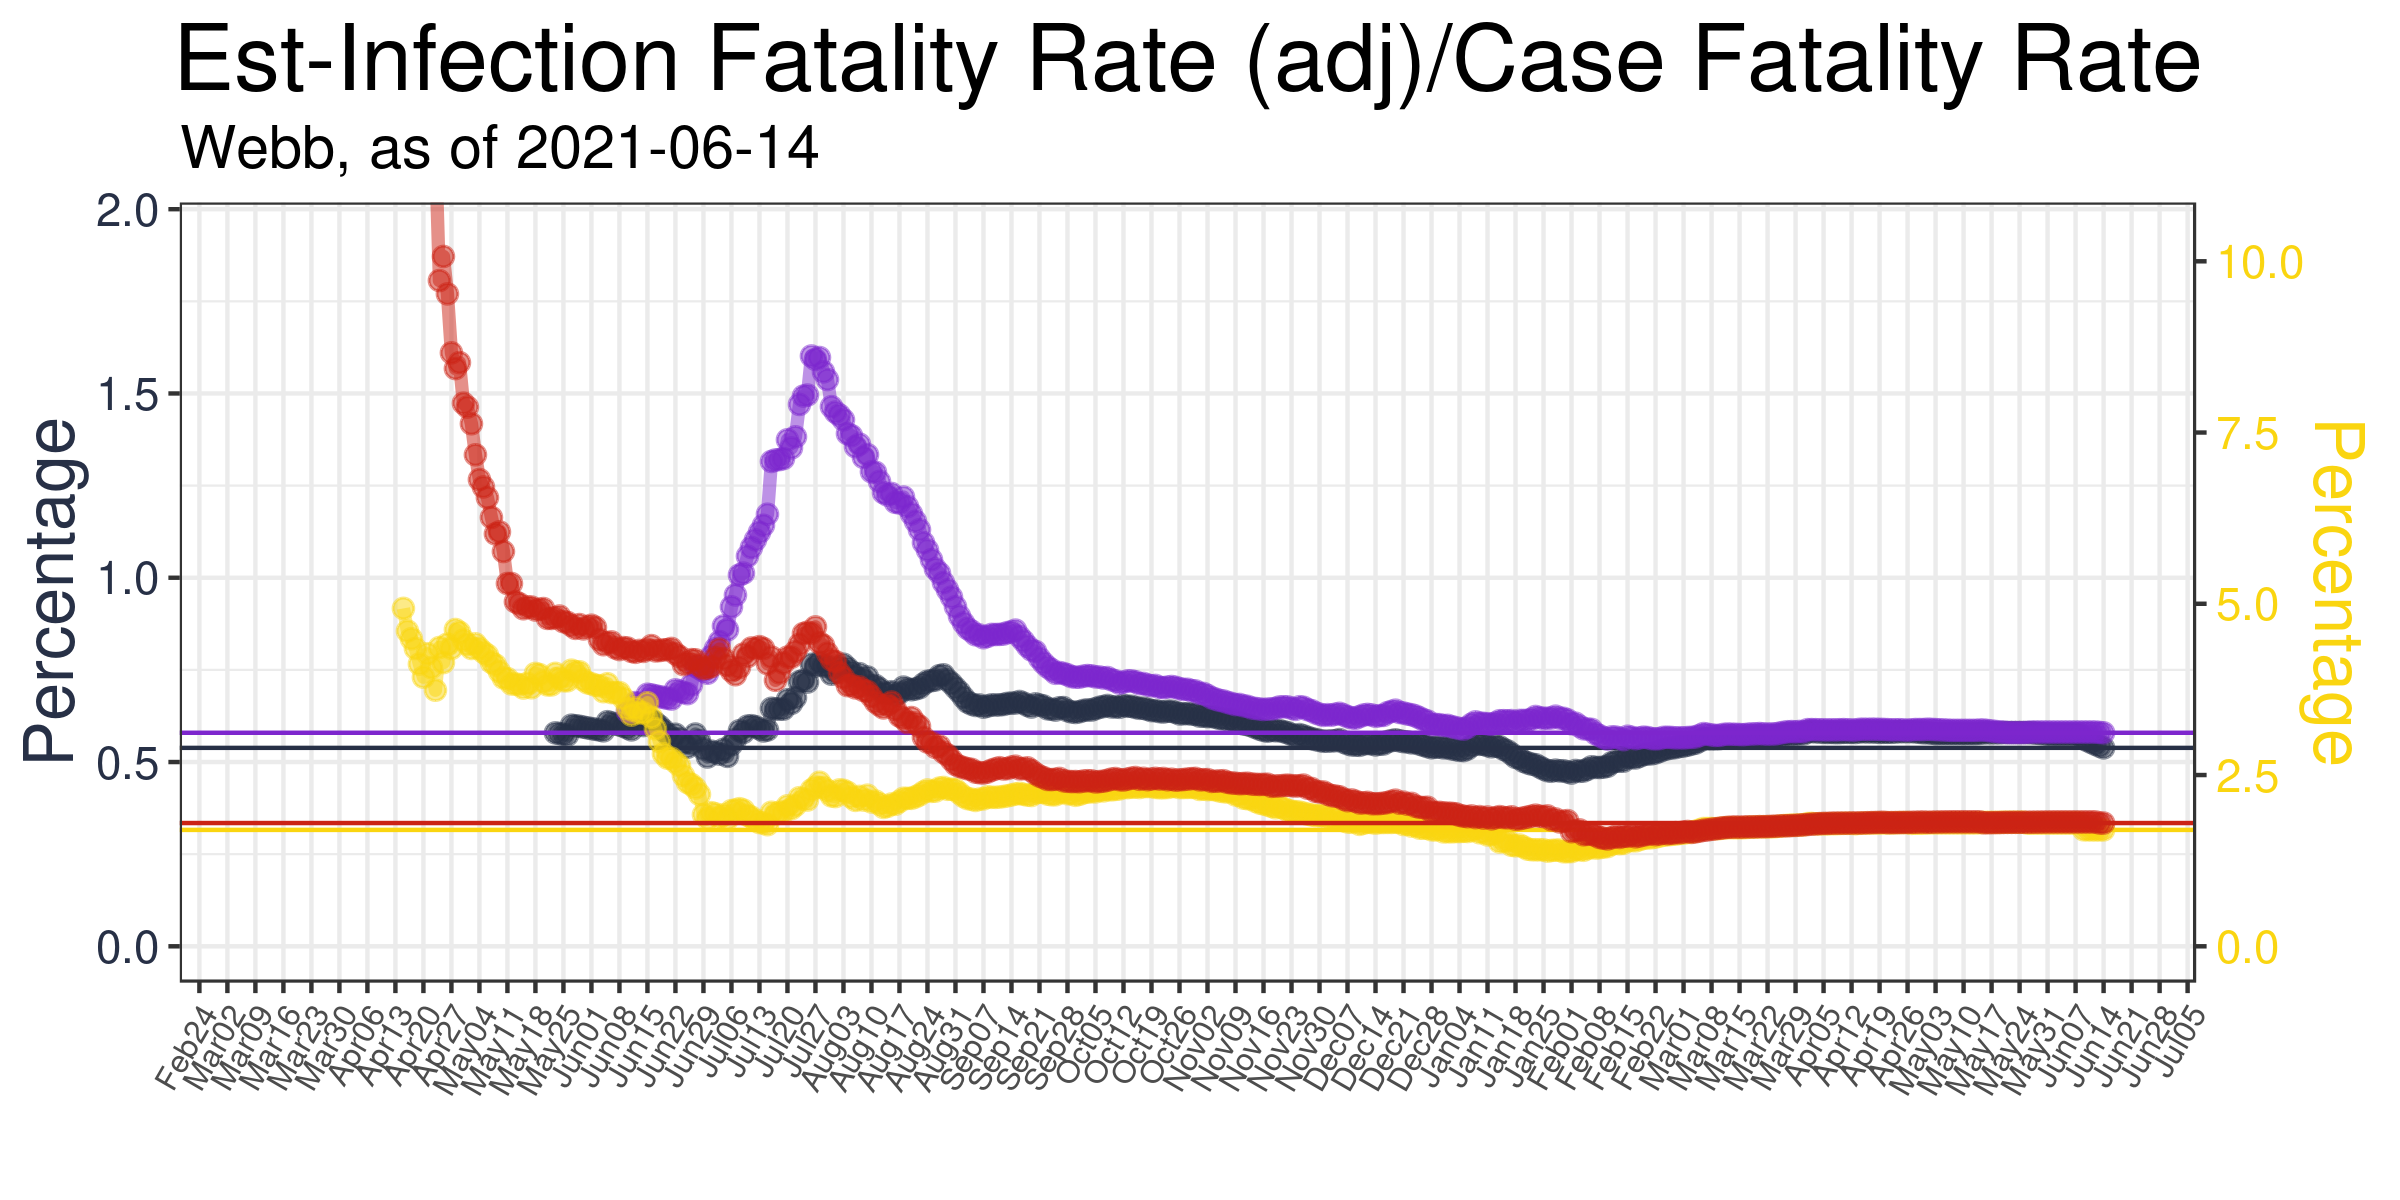 Est-Infection Fatality Rate (adj)/Case Fatality Rate
Webb, as of 2021-06-14
Percentage
2.0
1.5
1.0
0.5
0.0
10.0
7.5
5.0
2.5
0.0
Percentage
Feb24
Mar02
Mar09
Mar16
Mar23
Mar30
Apr06
Apr13
Apr20
Apr27
May04
May11
May18
May25
Jun01
Jun08
Jun15
Jun22
Jun29
Jul06
Jul13
Jul20
Jul27
Aug03
Aug10
Aug17
Aug24
Aug31
Sep07
Sep14
Sep21
Sep28
Oct05
Oct12
Oct19
Oct26
Nov02
Nov09
Nov16
Nov23
Nov30
Dec07
Dec14
Dec21
Dec28
Jan04
Jan11
Jan18
Jan25
Feb01
Feb08
Feb15
Feb22
Mar01
Mar08
Mar15
Mar22
Mar29
Apr05
Apr12
Apr19
Apr26
May03
May10
May17
May24
May31
Jun07
Jun14
Jun21
Jun28
Jul05